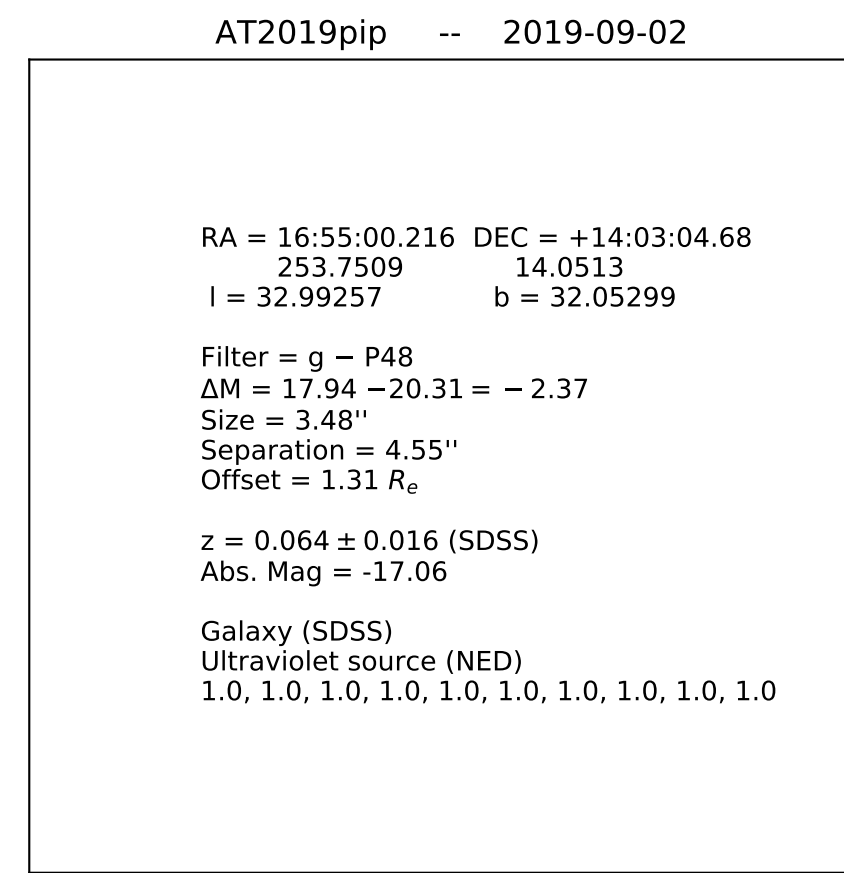 AT2019pip -- 2019-09-02
RA = 16:55:00.216 DEC = +14:03:04.68
253.7509 14.0513
l = 32.99257 b = 32.05299
Filter = g − P48
ΔM = 17.94 −20.31 = − 2.37
Size = 3.48''
Separation = 4.55''
Offset = 1.31 Re
z = 0.064 ± 0.016 (SDSS)
Abs. Mag = -17.06
Galaxy (SDSS)
Ultraviolet source (NED)
1.0, 1.0, 1.0, 1.0, 1.0, 1.0, 1.0, 1.0, 1.0, 1.0